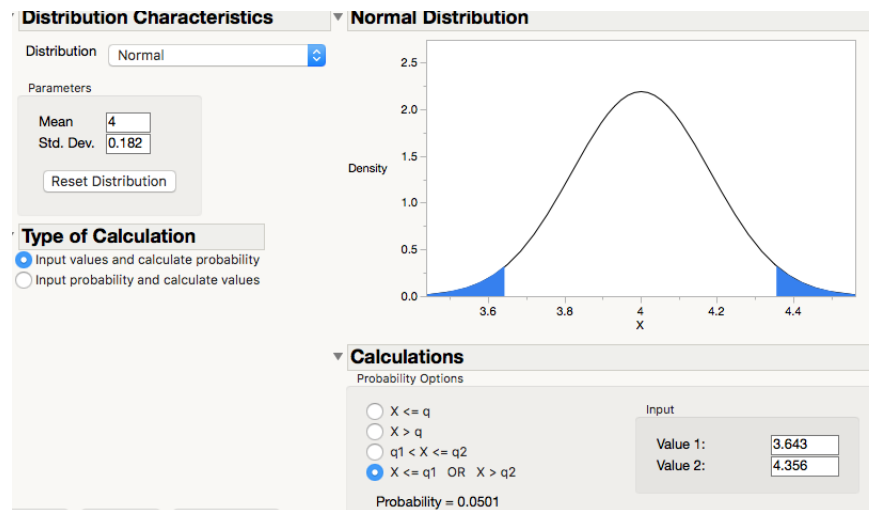 Distribution Characteristics
Distribution Normal
Parameters
Mean 4
Std. Dev. 0.182
Reset Distribution
Type of Calculation
Input values and calculate probability
Input probability and calculate values
Normal Distribution
2.5
2.0
1.5
1.0
0.5
0.0
Density
3.6 3.8 4 4.2 4.4
X
Calculations
Probability Options
X <= q
X > q
q1 < X <= q2
X <= q1 OR X > q2
Probability = 0.0501
Input
Value 1: 3.643
Value 2: 4.356